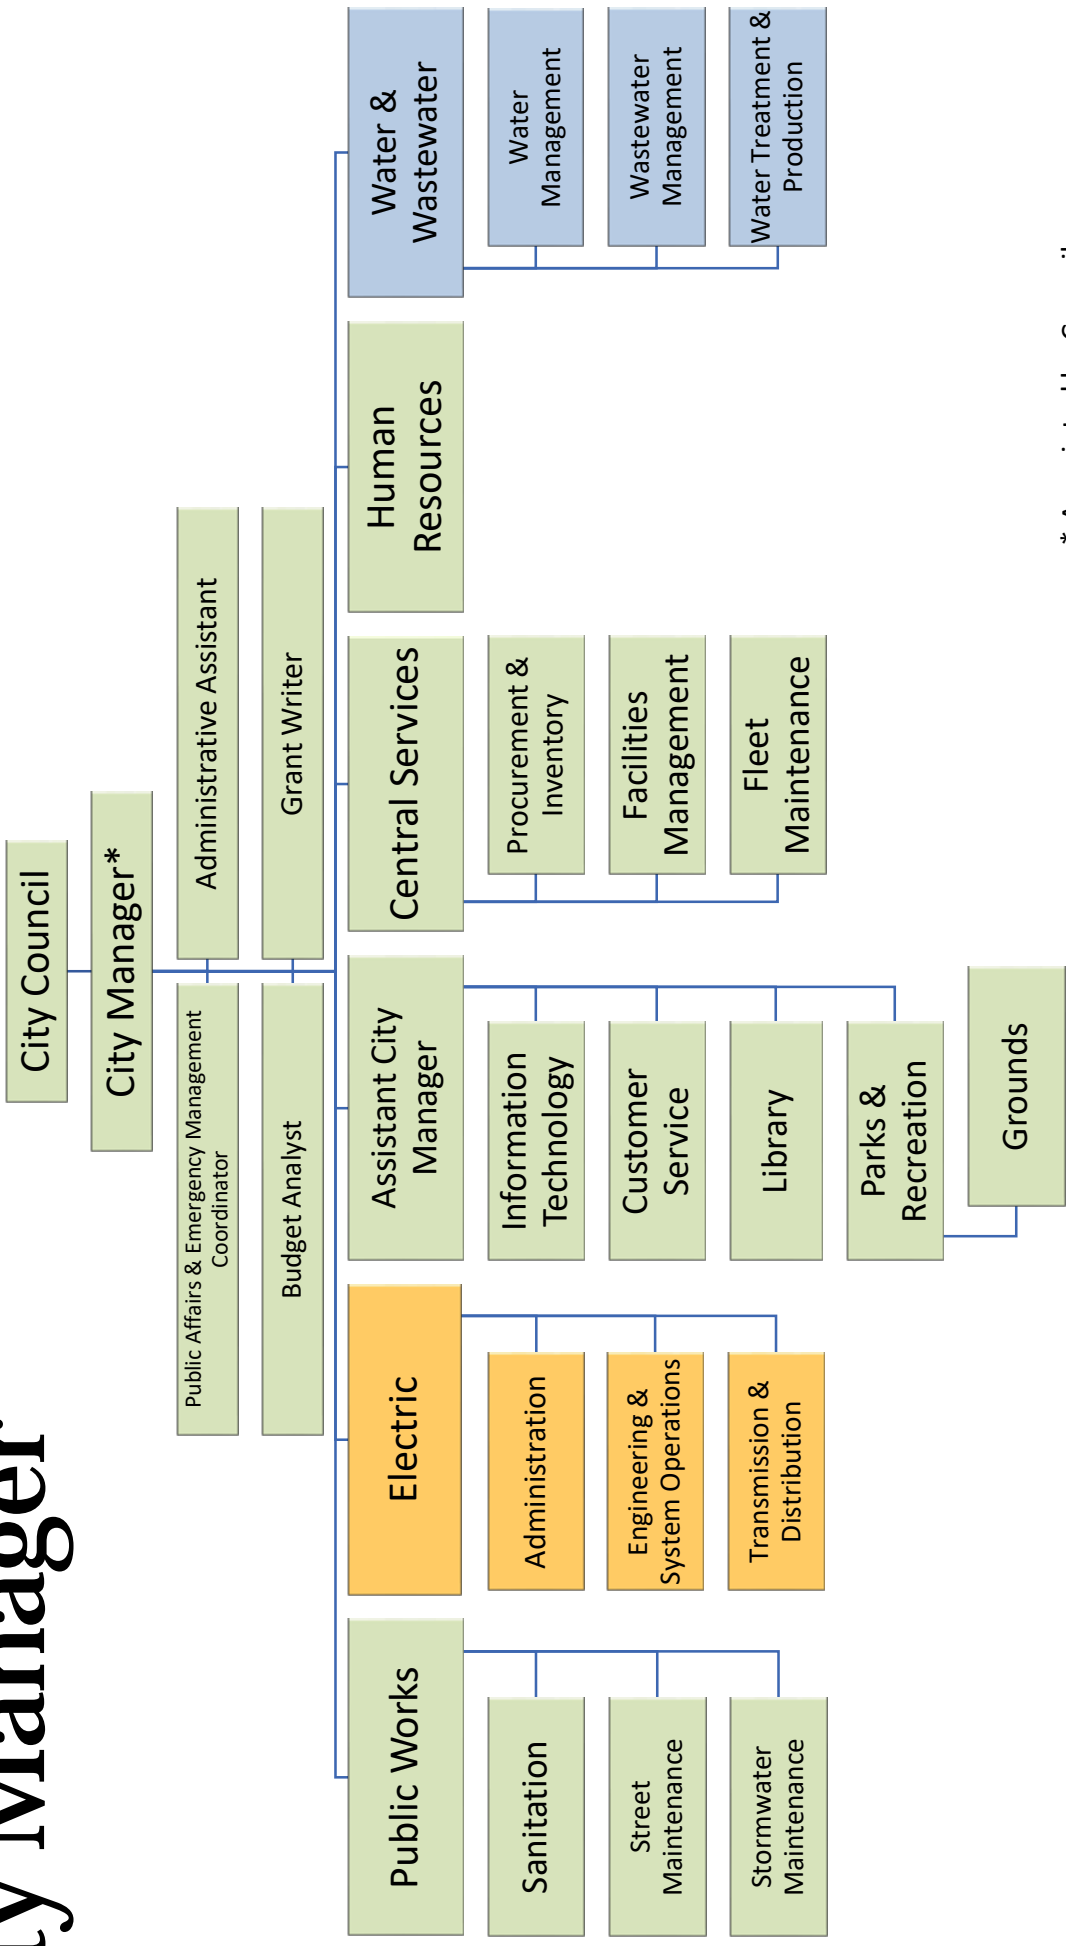 Manager
City Council
City Manager*
Public Affairs & Emergency Management
Coordinator
Administrative Assistant
Budget Analyst
Grant Writer
Public Works
Sanitation
Street
Maintenance
Stormwater
Maintenance
Electric
Administration
Engineering &
System Operations
Transmission &
Distribution
Assistant City
Manager
Information
Technology
Customer
Service
Library
Parks &
Recreation
Grounds
Central Services
Procurement &
Inventory
Facilities
Management
Fleet
Maintenance
Human
Resources
Water &
Wastewater
Water
Management
Wastewater
Management
Water Treatment &
Production